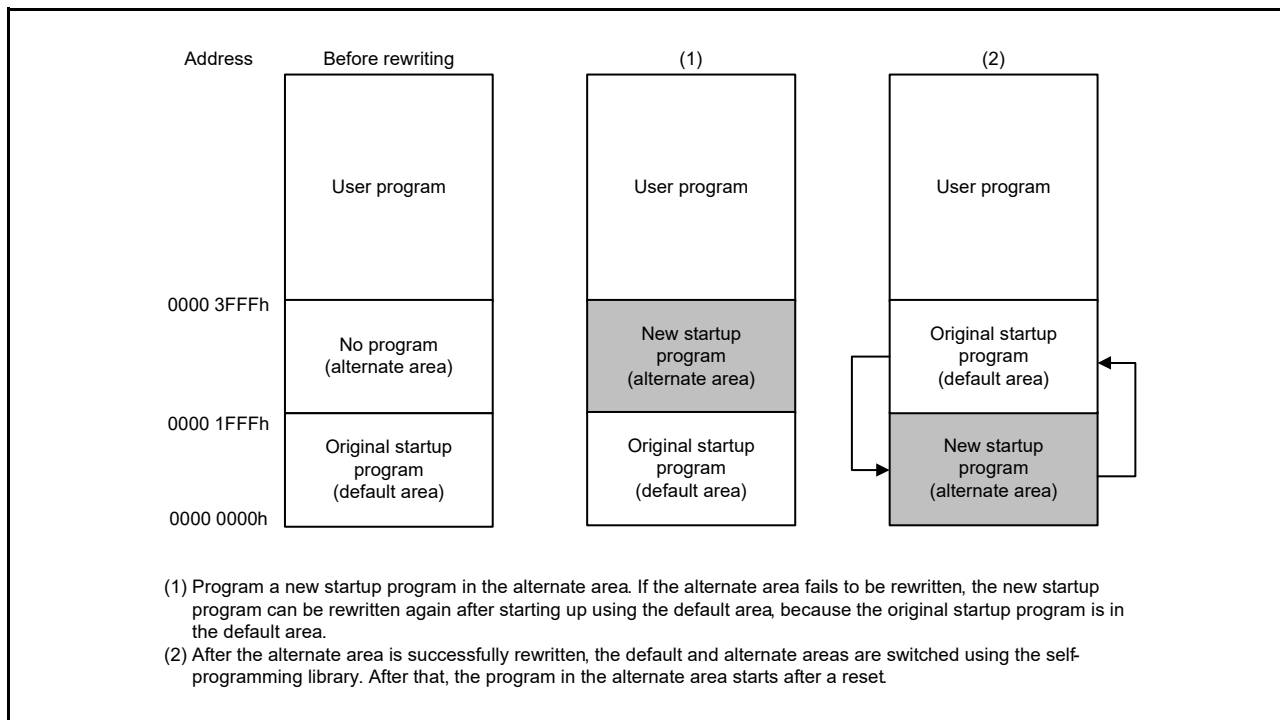 Address
Before rewriting
(1)
(2)
User program
User program
User program
0000 3FFFh
No program
(alternate area)
New startup
program
(alternate area)
Original startup
program
(default area)
0000 1FFFh
Original startup
program
(default area)
Original startup
program
(default area)
New startup
program
(alternate area)
0000 0000h
(1) Program a new startup program in the alternate area. If the alternate area fails to be rewritten, the new startup
program can be rewritten again after starting up using the default area, because the original startup program is in
the default area.
(2) After the alternate area is successfully rewritten, the default and alternate areas are switched using the self-
programming library. After that, the program in the alternate area starts after a reset.